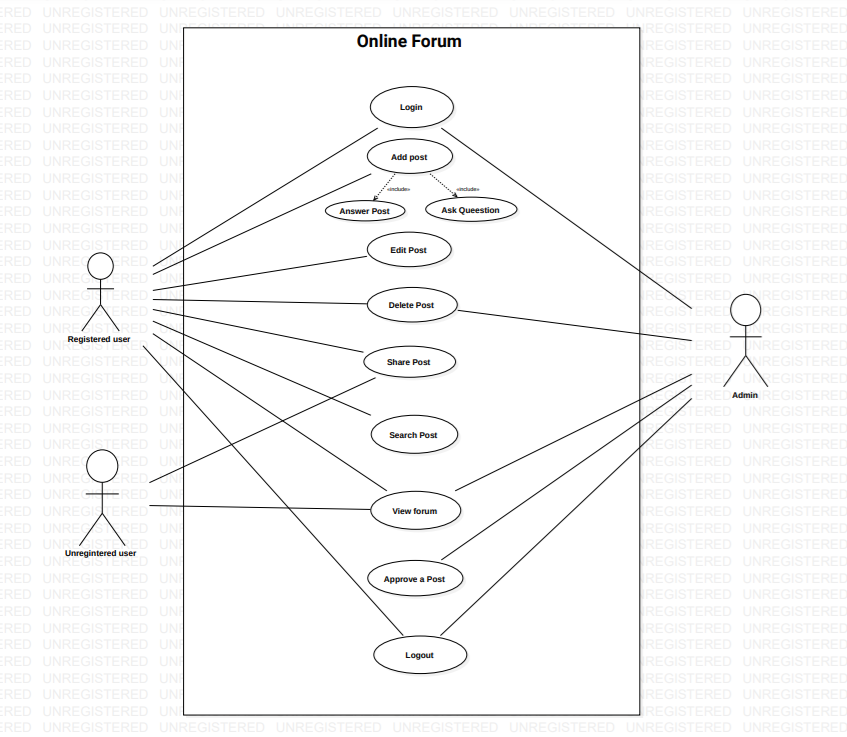 Online Forum
Login
Add post
«include»
«include»
Answer Post
Ask Queestion
Edit Post
Delete Post
Registered user
Share Post
Admin
Search Post
View forum
Unregintered user
Approve a Post
Logout
UNREGISTERED